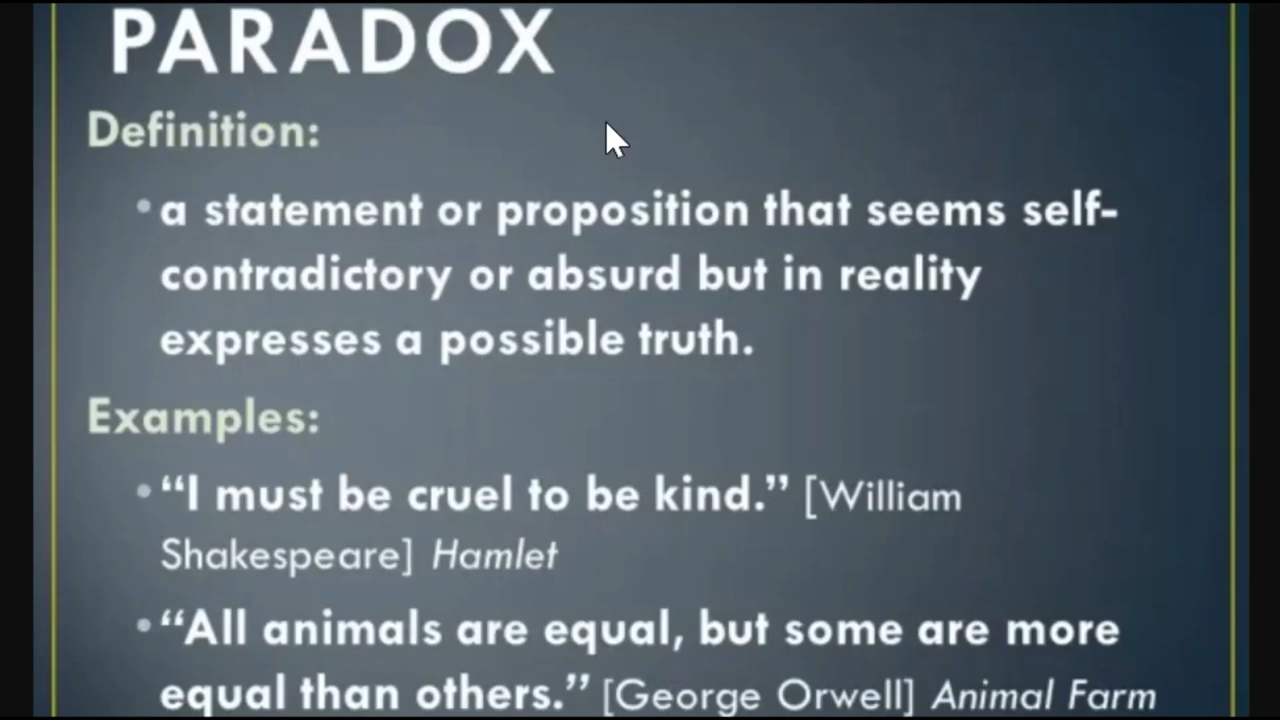 PARADOX
Definition:
•a statement or proposition that seems self-
contradictory or absurd but in reality
expresses a possible truth.
Examples:
•“I must be cruel to be kind.” [William
Shakespeare] Hamlet
•“All animals are equal, but some are more
equal than others.” [George Orwell] Animal Farm